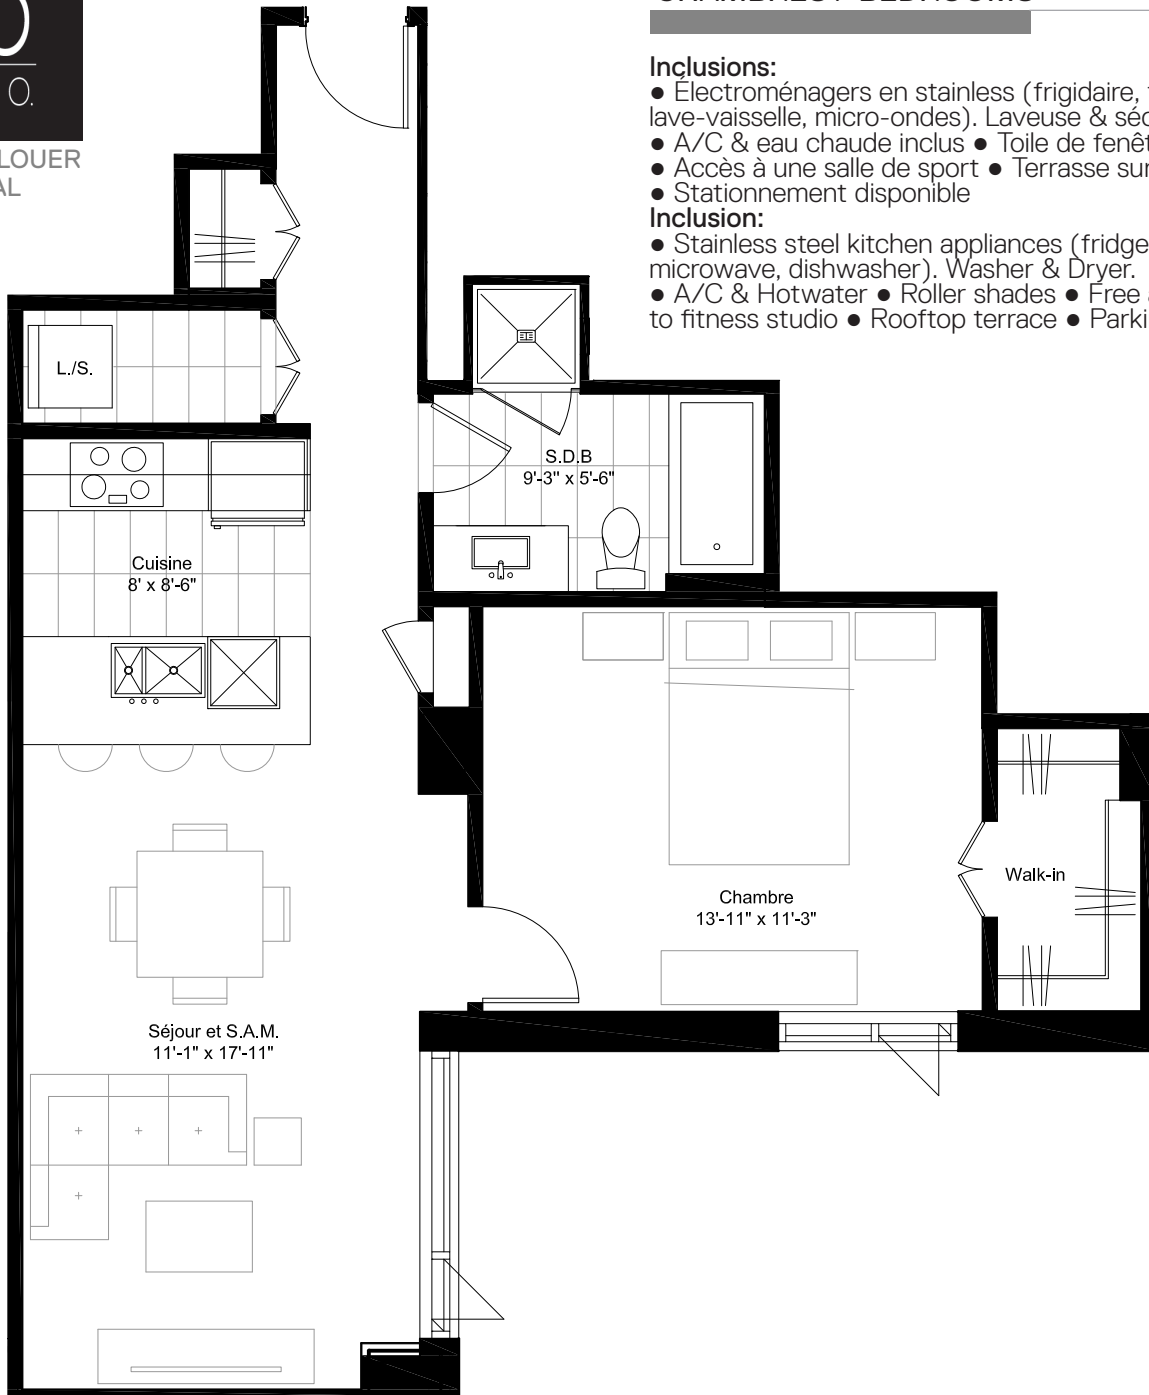 O.
LOUER
AL
Inclusions:
● Électroménagers en stainless (frigidaire,
lave-vaisselle, micro-ondes). Laveuse &
● A/C & eau chaude inclus ● Toile de
● Accès à une salle de sport ● Terrasse sur
● Stationnement disponible
Inclusion:
● Stainless steel kitchen appliances (fridge
microwave, dishwasher). Washer & Dryer.
● A/C & Hotwater ● Roller shades ● Free
to fitness studio ● Rooftop terrace ●
L./S.
S.D.B
9'-3" x 5'-6"
Cuisine
8' x 8'-6"
Walk-in
Chambre
13'-11" x 11'-3"
Séjour et S.A.M.
11'-1" x 17'-11"